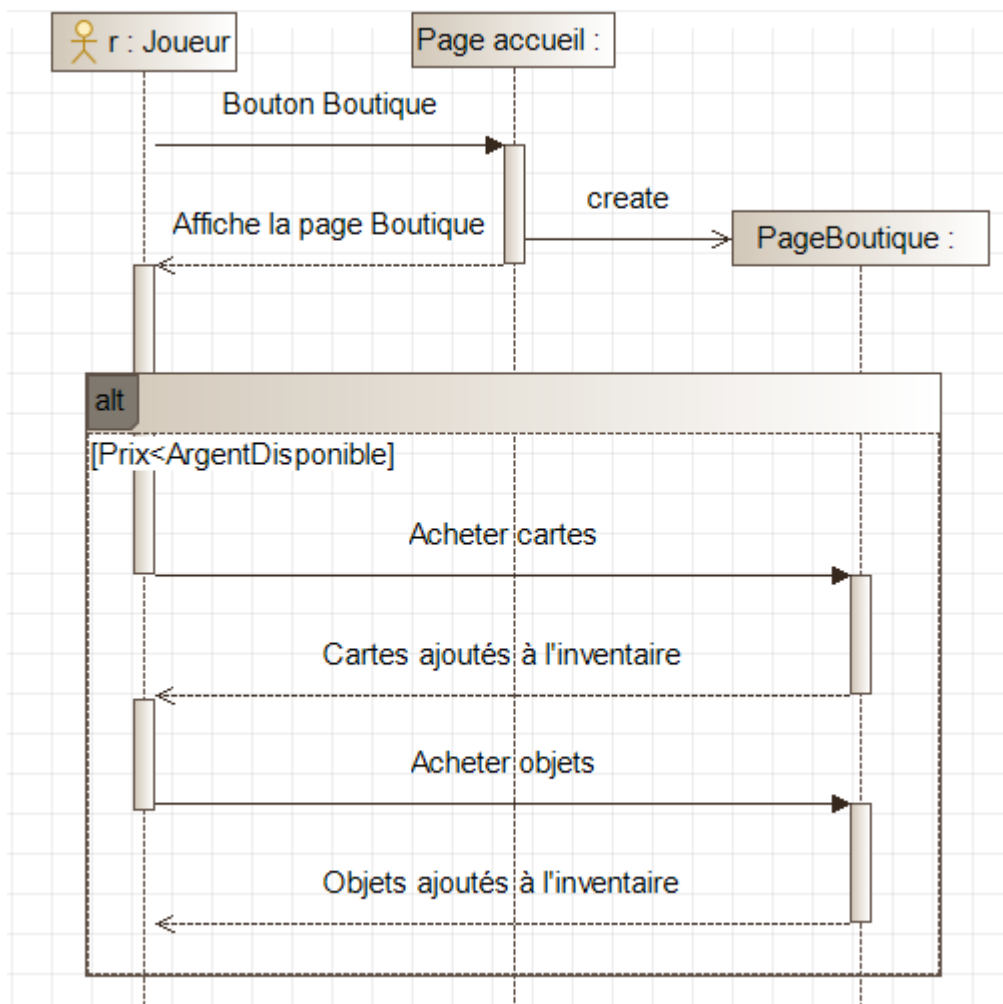 r : Joueur
Page accueil :
Bouton Boutique
create
Affiche la page Boutique
PageBoutique :
alt
[Prix<ArgentDisponible]
Acheter cartes
Cartes ajoutés à l'inventaire
Acheter objets
Objets ajoutés à l'inventaire